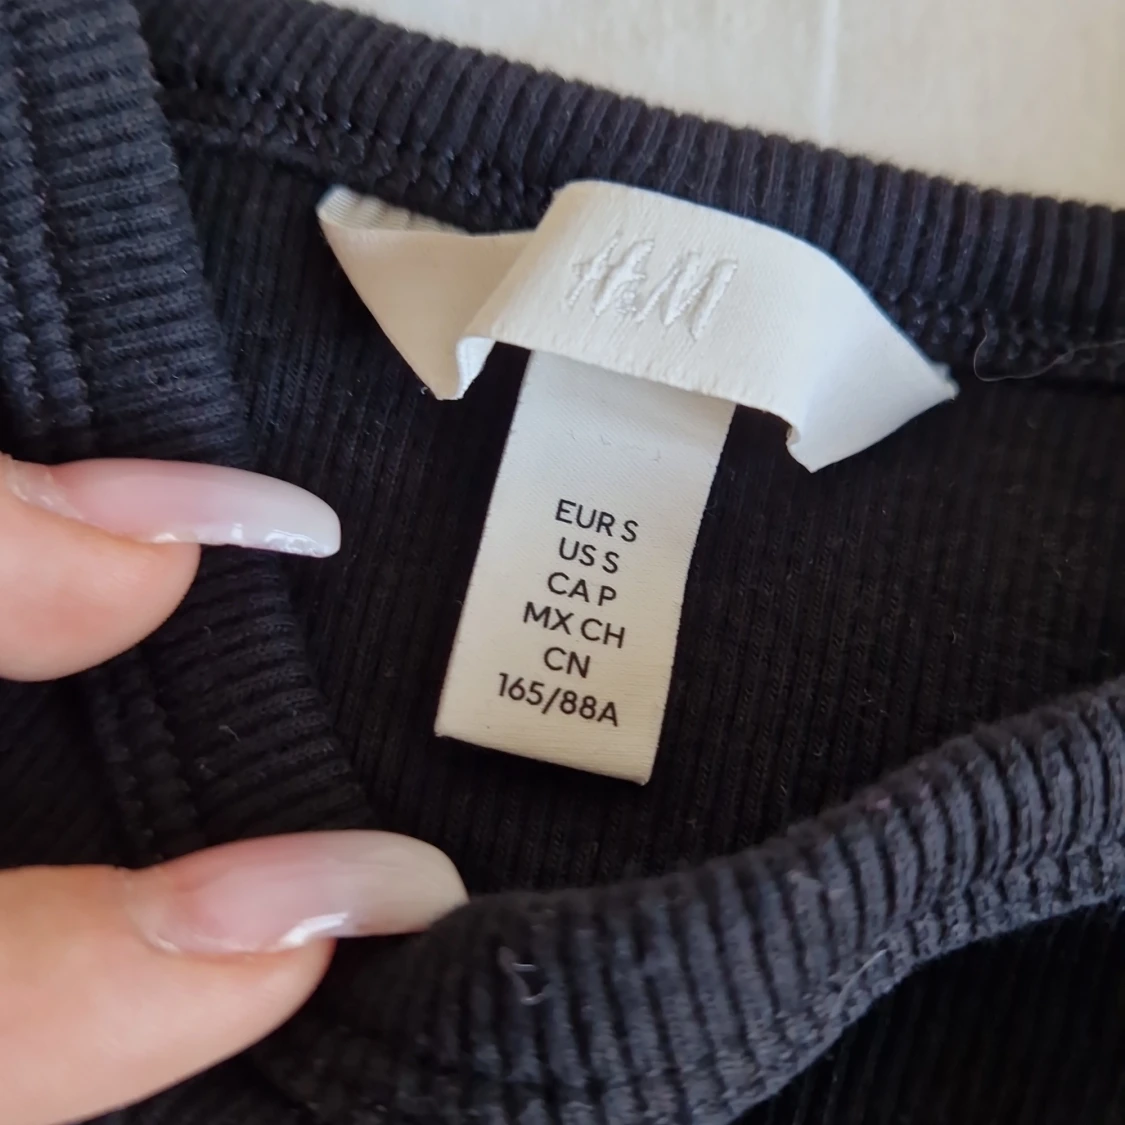 H&M
EUR S
US S
CA P
MX CH
CN
165/88A